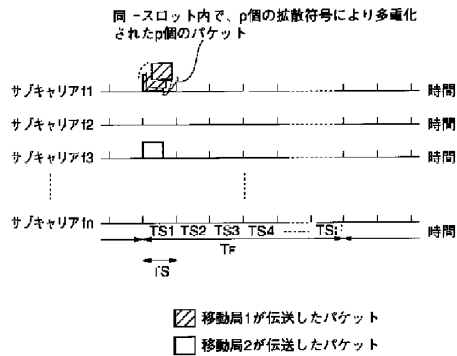 同一スロット内で、p個の拡散符号により多重化
されたp個のパケット
サブキャリアf1
時間
サブキャリアf2
時間
サブキャリアf3
時間
サブキャリアfn
TS1 TS2 TS3 TS4
時間
TF
TS
移動局1が伝送したパケット
移動局2が伝送したパケット